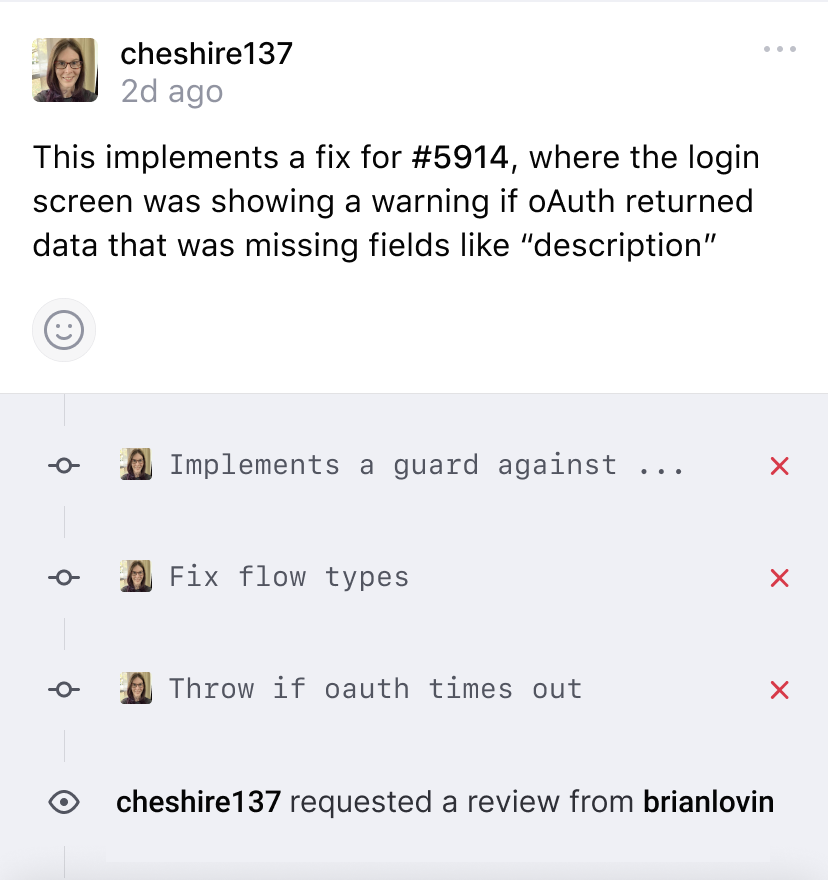 cheshire137
2d ago
This implements a fix for #5914, where the login
screen was showing a warning if oAuth returned
data that was missing fields like “description”
Implements a guard against ...
Fix flow types
Throw if oauth times out
cheshire137 requested a review from brianlovin